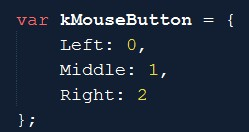 var kMouseButton = {
    Left: 0,
    Middle: 1,
    Right: 2
};